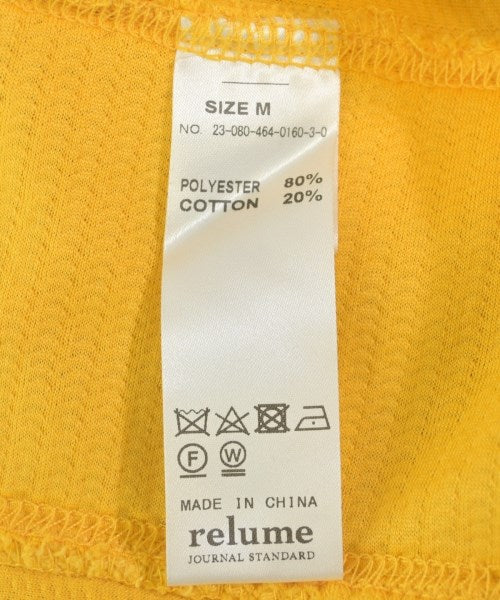 SIZE M
NO. 23-080-464-0160-3-0
POLYESTER 80%
COTTON 20%
F W
MADE IN CHINA
relume
JOURNAL STANDARD